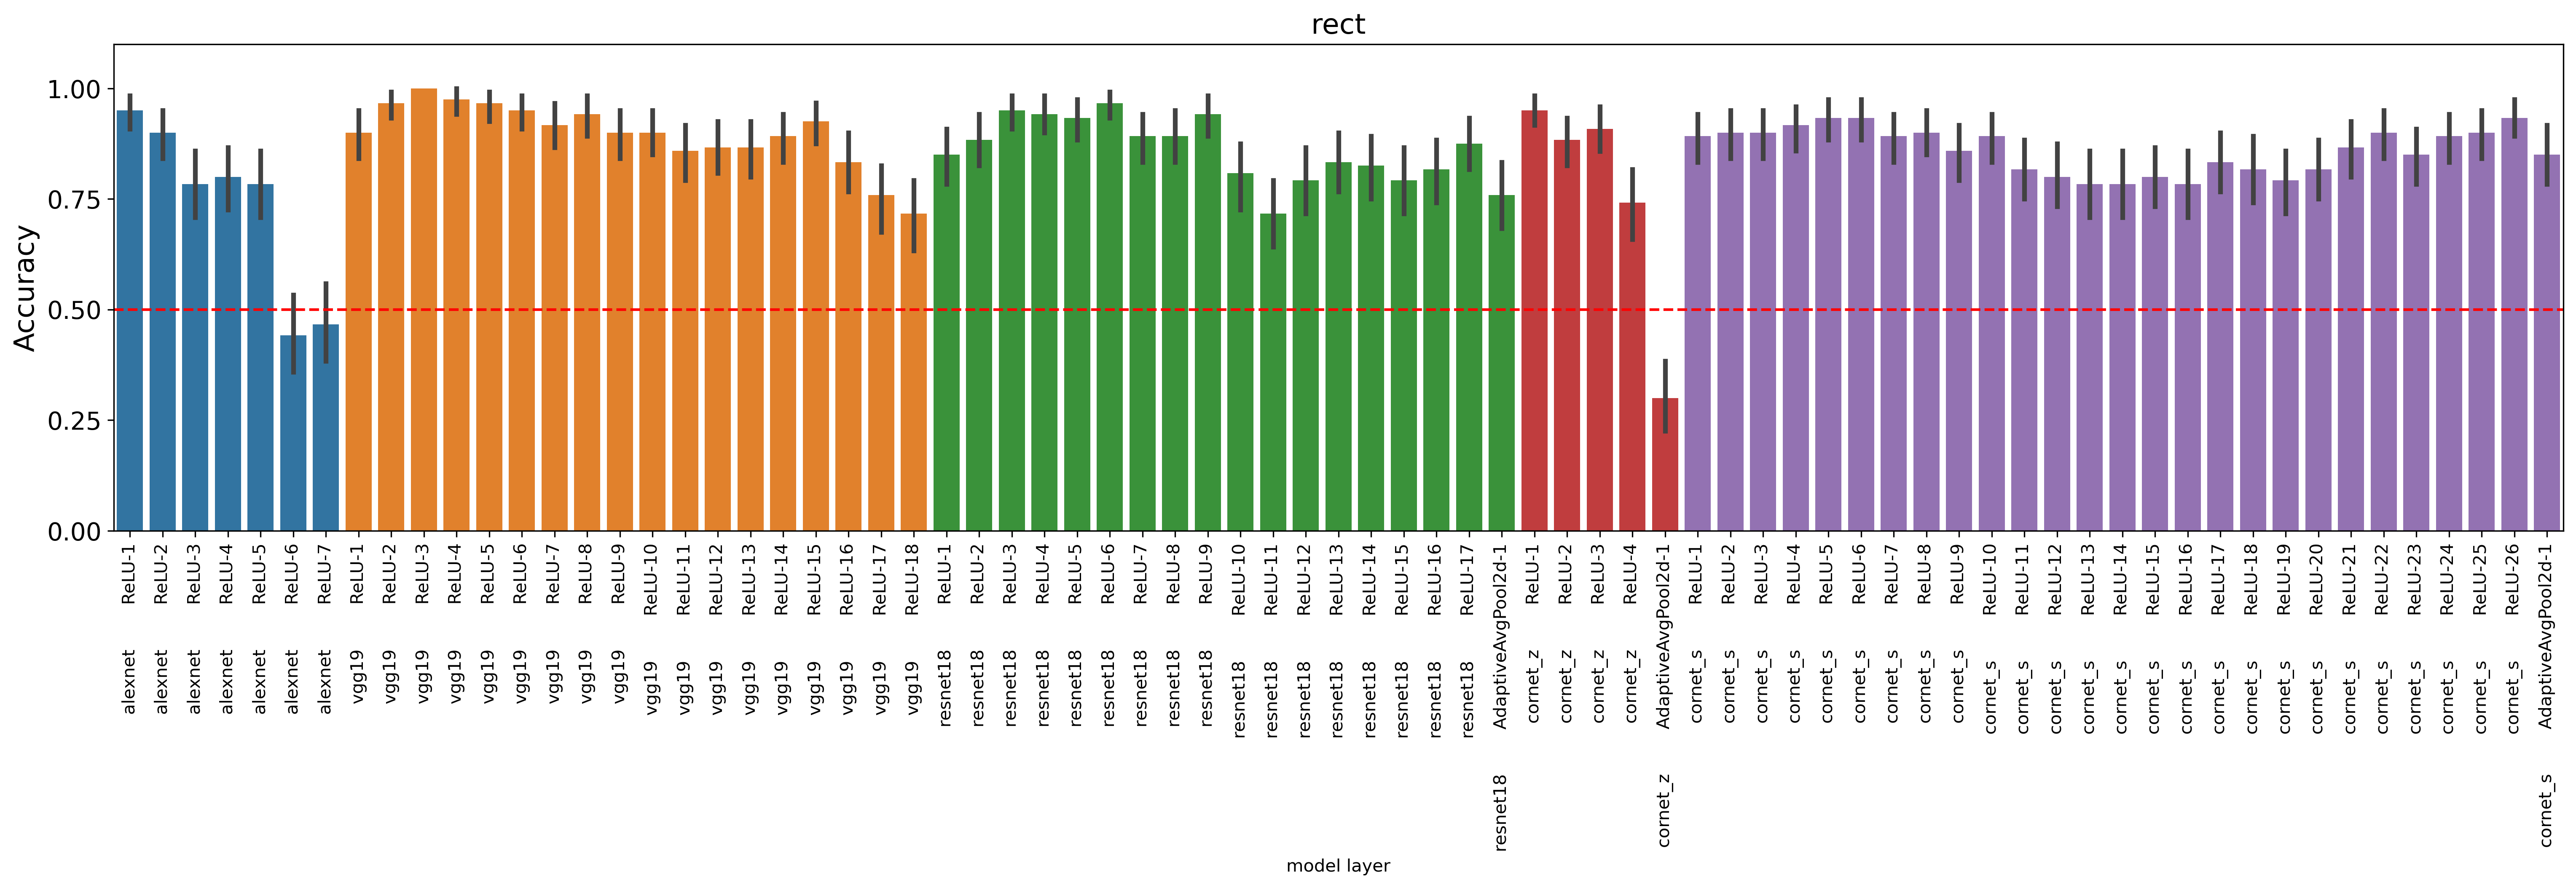 rect
Accuracy
1.00
0.75
0.50
0.25
0.00
ReLU-1 alexnet
ReLU-2 alexnet
ReLU-3 alexnet
ReLU-4 alexnet
ReLU-5 alexnet
ReLU-6 alexnet
ReLU-7 alexnet
ReLU-1 vgg19
ReLU-2 vgg19
ReLU-3 vgg19
ReLU-4 vgg19
ReLU-5 vgg19
ReLU-6 vgg19
ReLU-7 vgg19
ReLU-8 vgg19
ReLU-9 vgg19
ReLU-10 vgg19
ReLU-11 vgg19
ReLU-12 vgg19
ReLU-13 vgg19
ReLU-14 vgg19
ReLU-15 vgg19
ReLU-16 vgg19
ReLU-17 vgg19
ReLU-18 vgg19
ReLU-1 resnet18
ReLU-2 resnet18
ReLU-3 resnet18
ReLU-4 resnet18
ReLU-5 resnet18
ReLU-6 resnet18
ReLU-7 resnet18
ReLU-8 resnet18
ReLU-9 resnet18
ReLU-10 resnet18
ReLU-11 resnet18
ReLU-12 resnet18
ReLU-13 resnet18
ReLU-14 resnet18
ReLU-15 resnet18
ReLU-16 resnet18
ReLU-17 resnet18
AdaptiveAvgPool2d-1 resnet18
ReLU-1 cornet_z
ReLU-2 cornet_z
ReLU-3 cornet_z
ReLU-4 cornet_z
AdaptiveAvgPool2d-1 cornet_z
ReLU-1 cornet_s
ReLU-2 cornet_s
ReLU-3 cornet_s
ReLU-4 cornet_s
ReLU-5 cornet_s
ReLU-6 cornet_s
ReLU-7 cornet_s
ReLU-8 cornet_s
ReLU-9 cornet_s
ReLU-10 cornet_s
ReLU-11 cornet_s
ReLU-12 cornet_s
ReLU-13 cornet_s
ReLU-14 cornet_s
ReLU-15 cornet_s
ReLU-16 cornet_s
ReLU-17 cornet_s
ReLU-18 cornet_s
ReLU-19 cornet_s
ReLU-20 cornet_s
ReLU-21 cornet_s
ReLU-22 cornet_s
ReLU-23 cornet_s
ReLU-24 cornet_s
ReLU-25 cornet_s
ReLU-26 cornet_s
AdaptiveAvgPool2d-1 cornet_s
model layer